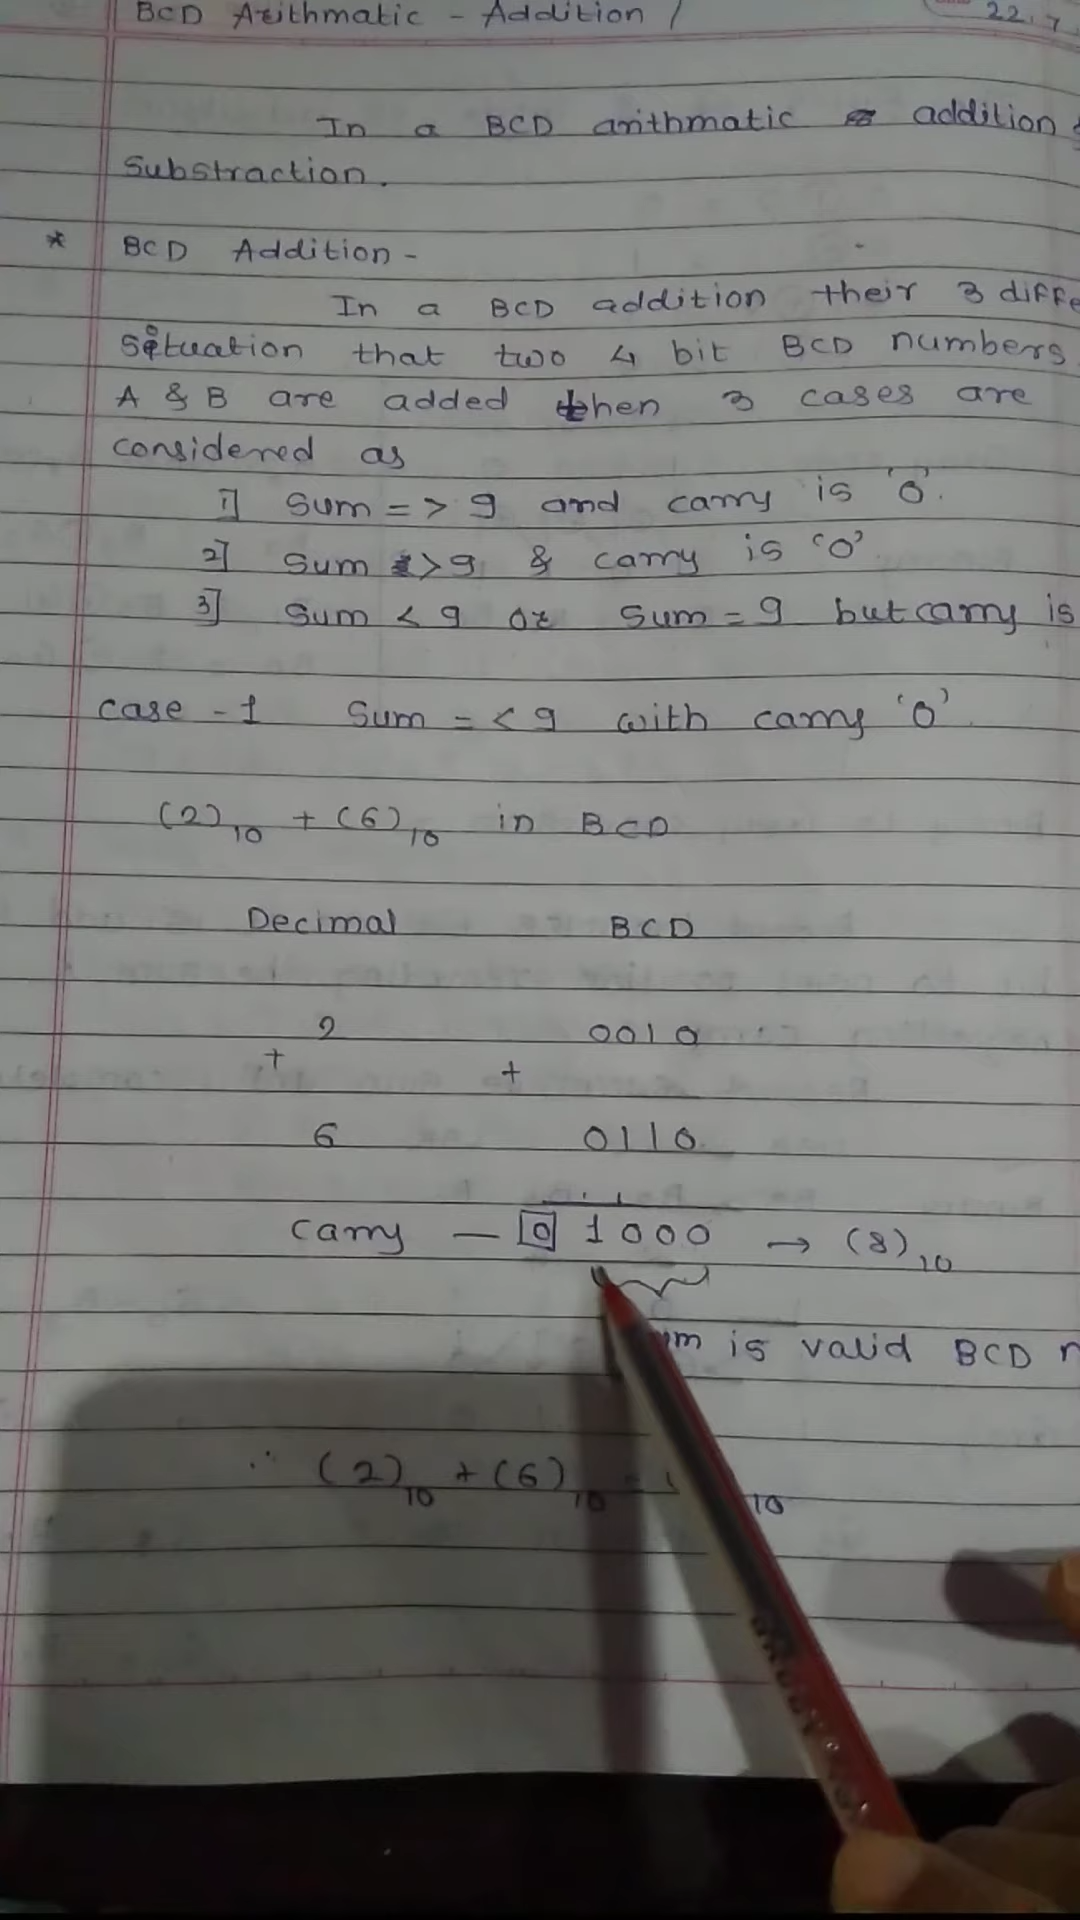 BCD Arithmatic - Addition /
22.7
In a BCD arithmatic addition &
Substraction.
* BCD Addition -
In a BCD addition their 3 diffe
Situation that two 4 bit BCD numbers
A & B are added then 3 cases are
considered as
1] Sum = > 9 and carry is '0'.
2] Sum > 9 & carry is '0'
3] Sum < 9 or Sum = 9 but carry is
case - 1 Sum = < 9 with carry '0'
(2)10 + (6)10 in BCD
Decimal BCD
2 0010
+ +
6 0110
carry — 0 1000 → (8)10
is valid BCD n
∴ (2)10 + (6)10 = ( 10